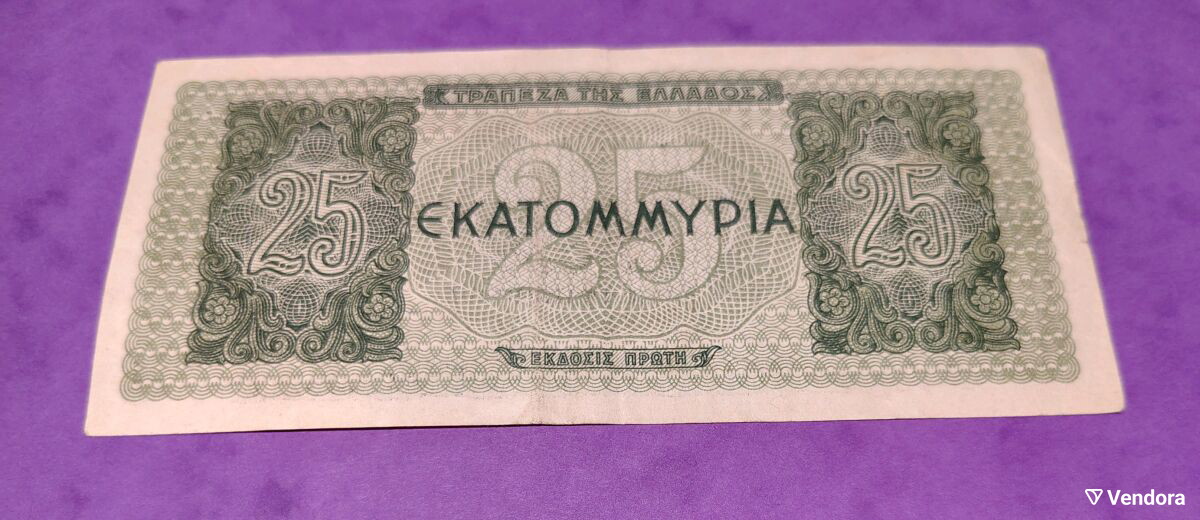 ΤΡΑΠΕΖΑ ΤΗΣ ΕΛΛΑΔΟΣ
25 25 25
ΕΚΑΤΟΜΜΥΡΙΑ
ΕΚΔΟΣΙΣ ΠΡΩΤΗ
Vendora